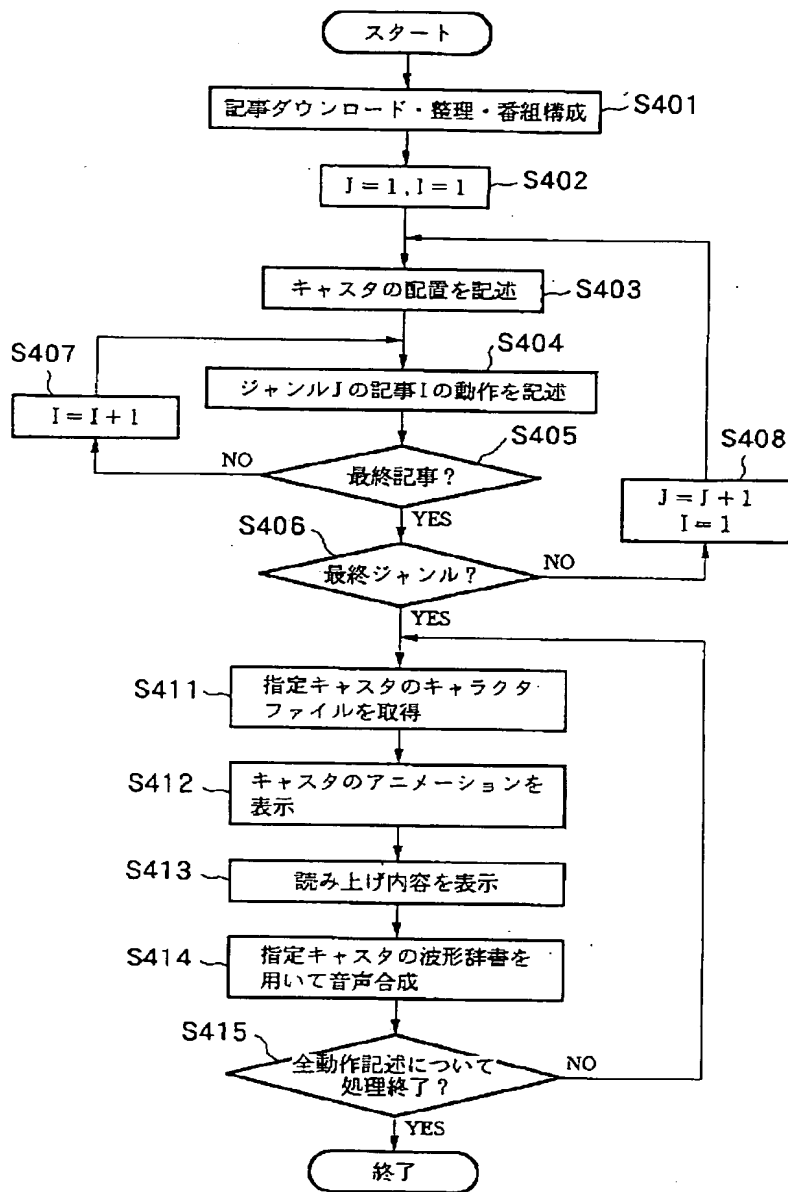 スタート
記事ダウンロード・整理・番組構成
S401
J=1, I=1
S402
キャスタの配置を記述
S403
S407
S404
ジャンルJの記事Iの動作を記述
I=I+1
S405
S408
NO
最終記事?
J=J+1
I=1
YES
S406
最終ジャンル?
NO
YES
S411
指定キャスタのキャラクタ
ファイルを取得
S412
キャスタのアニメーションを
表示
S413
読み上げ内容を表示
S414
指定キャスタの波形辞書を
用いて音声合成
S415
全動作記述について
処理終了?
NO
YES
終了